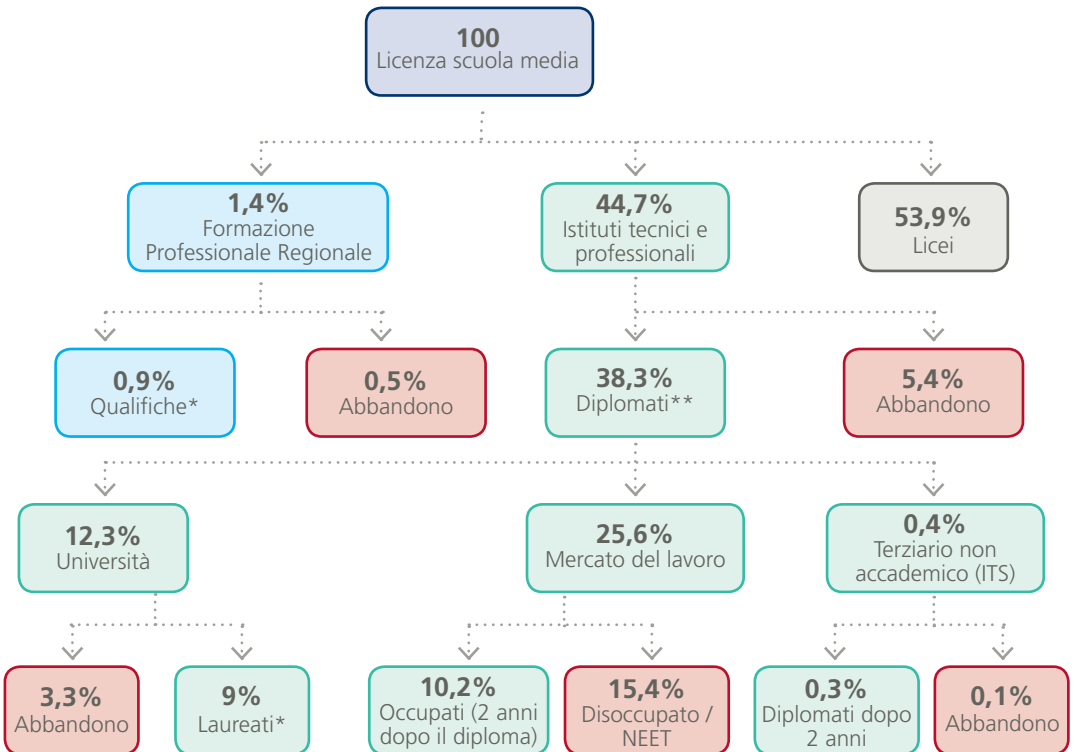 100
Licenza scuola media
1,4%
Formazione
Professionale Regionale
44,7%
Istituti tecnici e
professionali
53,9%
Licei
0,9%
Qualifiche*
0,5%
Abbandono
38,3%
Diplomati**
5,4%
Abbandono
12,3%
Università
25,6%
Mercato del lavoro
0,4%
Terziario non
accademico (ITS)
3,3%
Abbandono
9%
Laureati*
10,2%
Occupati (2 anni
dopo il diploma)
15,4%
Disoccupato /
NEET
0,3%
Diplomati dopo
2 anni
0,1%
Abbandono